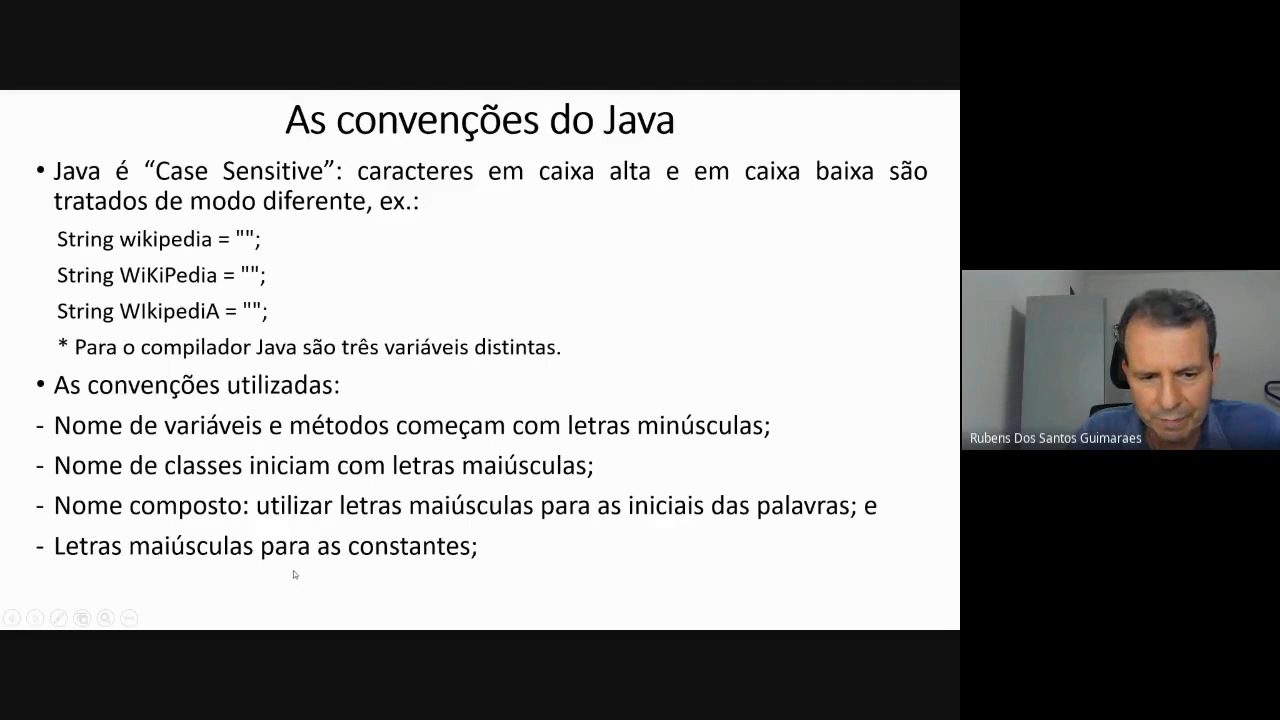 As convenções do Java
• Java é “Case Sensitive”: caracteres em caixa alta e em caixa baixa são
tratados de modo diferente, ex.:
String wikipedia = "";
String WiKiPedia = "";
String WIkipediA = "";
* Para o compilador Java são três variáveis distintas.
• As convenções utilizadas:
- Nome de variáveis e métodos começam com letras minúsculas;
- Nome de classes iniciam com letras maiúsculas;
- Nome composto: utilizar letras maiúsculas para as iniciais das palavras; e
- Letras maiúsculas para as constantes;
Rubens Dos Santos Guimaraes